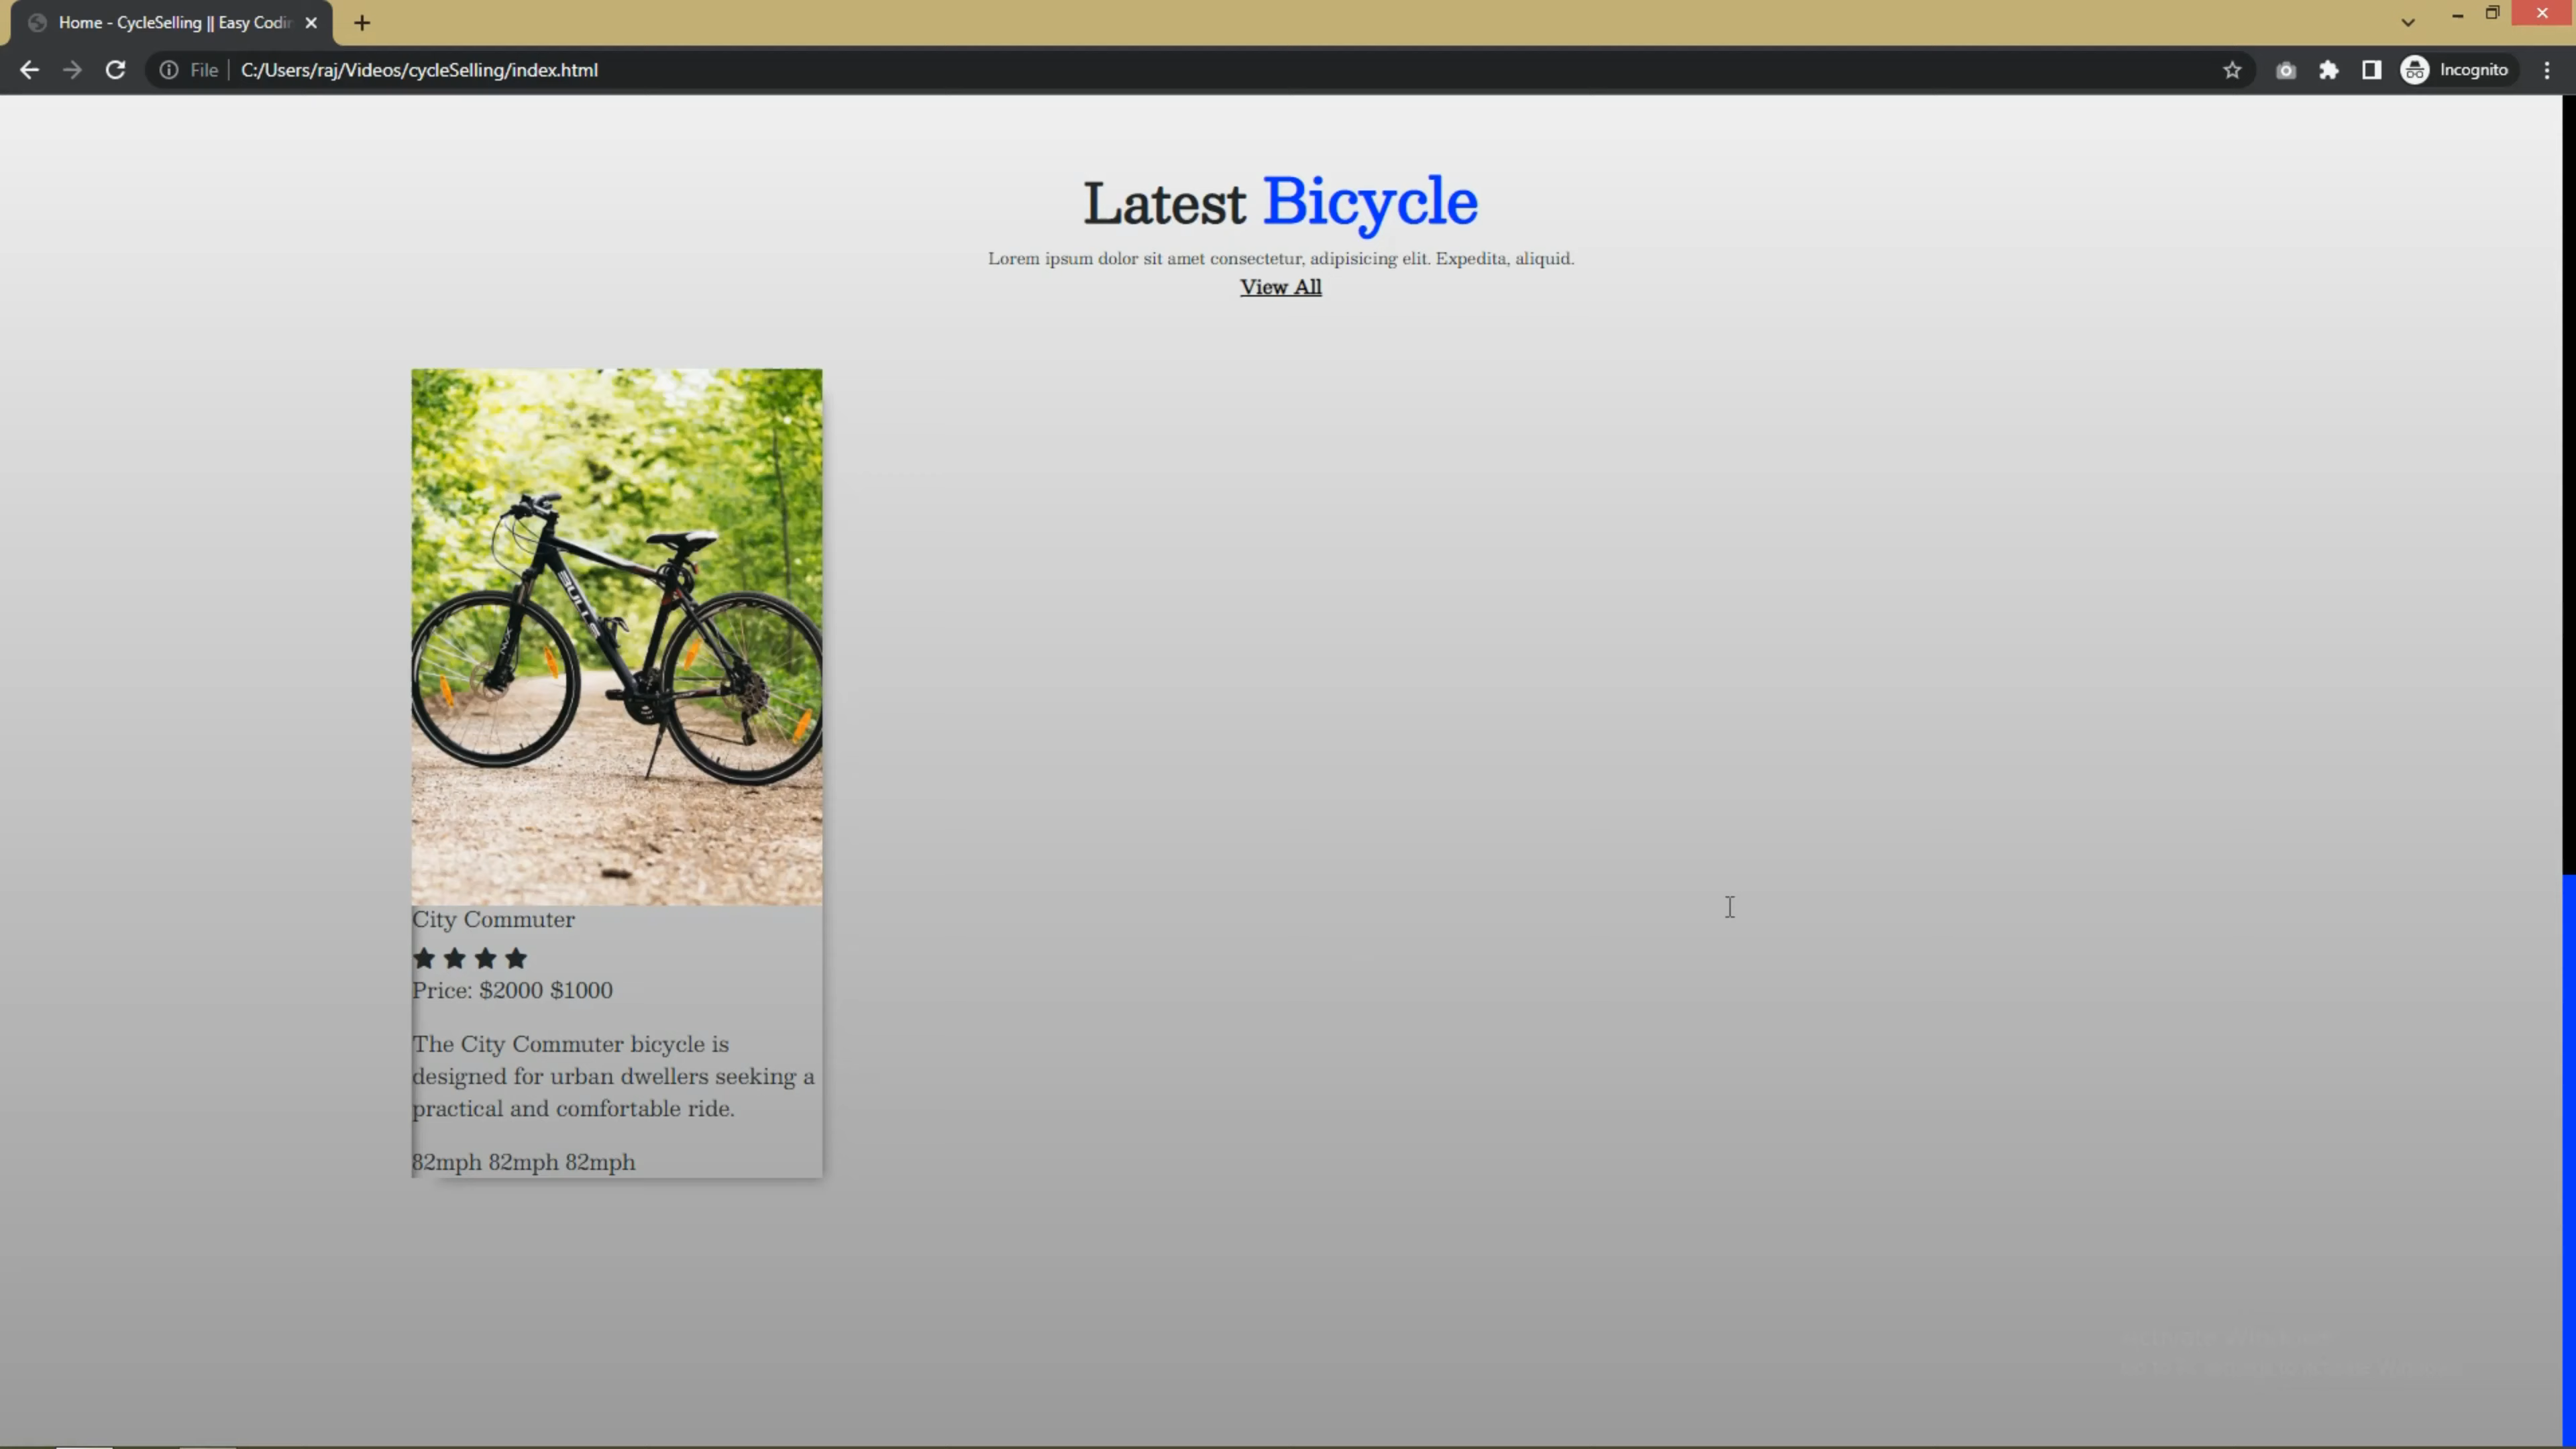 Home - CycleSelling || Easy Codin
File
C:/Users/raj/Videos/cycleSelling/index.html
Incognito
Latest Bicycle
Lorem ipsum dolor sit amet consectetur, adipisicing elit. Expedita, aliquid.
View All
BULLS
City Commuter
Price: $2000 $1000
The City Commuter bicycle is
designed for urban dwellers seeking a
practical and comfortable ride.
82mph 82mph 82mph